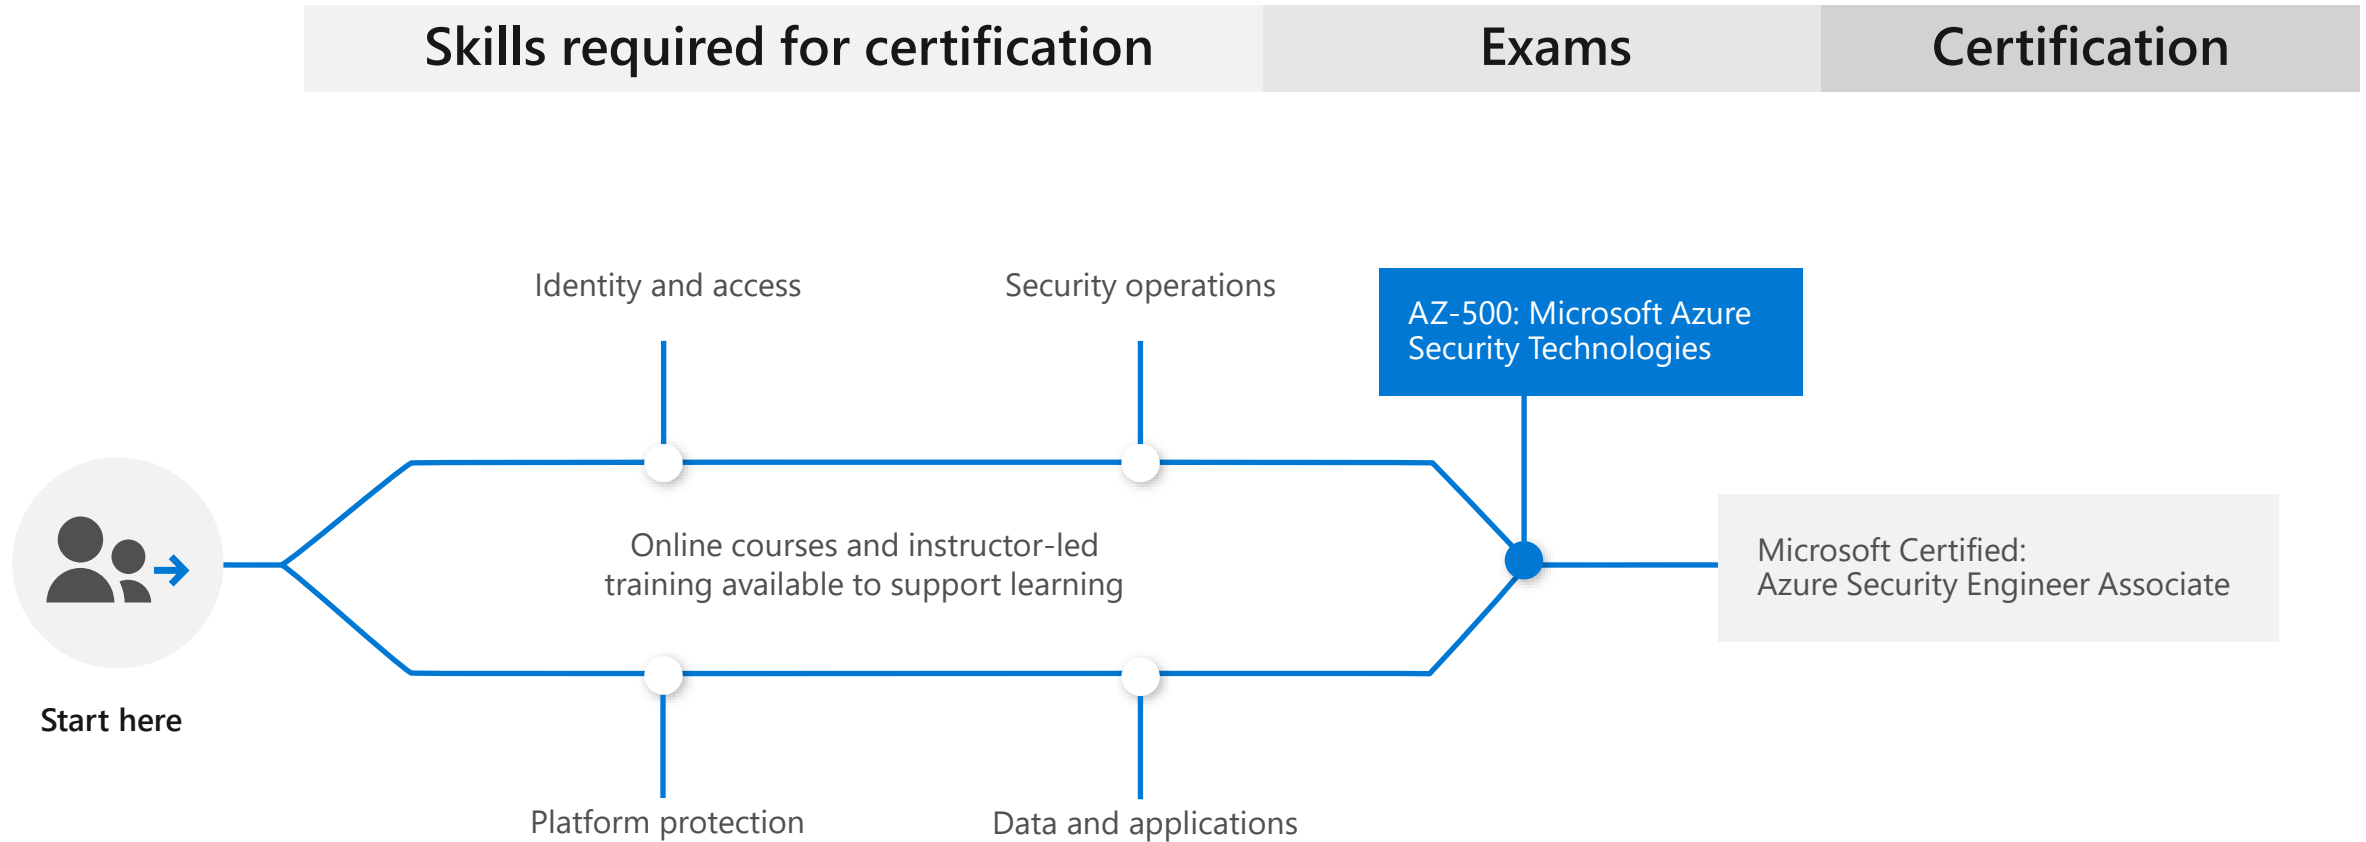 Skills required for certification
Exams
Certification
Identity and access
Security operations
AZ-500: Microsoft Azure
Security Technologies
Online courses and instructor-led
training available to support learning
Microsoft Certified:
Azure Security Engineer Associate
Start here
Platform protection
Data and applications